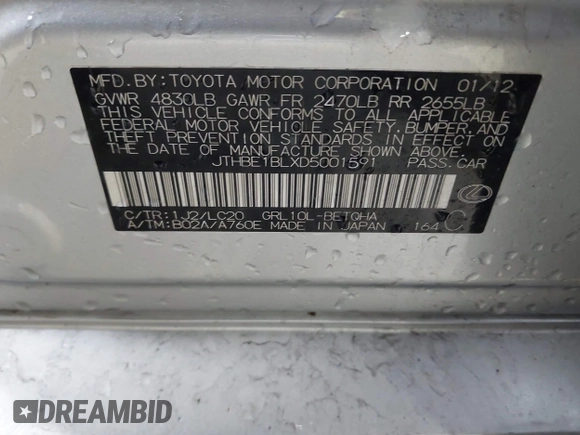 MFD. BY: TOYOTA MOTOR CORPORATION 01/12
GVWR 4830LB GAWR FR 2470LB RR 2655LB
THIS VEHICLE CONFORMS TO ALL APPLICABLE
FEDERAL MOTOR VEHICLE SAFETY, BUMPER, AND
THEFT PREVENTION STANDARDS IN EFFECT ON
THE DATE OF MANUFACTURE SHOWN ABOVE.
JTHBE1BLXD5001591 PASS. CAR
C/TR: 1J2/LC20 GRL10L-BETQHA
A/TM: B02A/A760E MADE IN JAPAN 164 C
DREAMBID